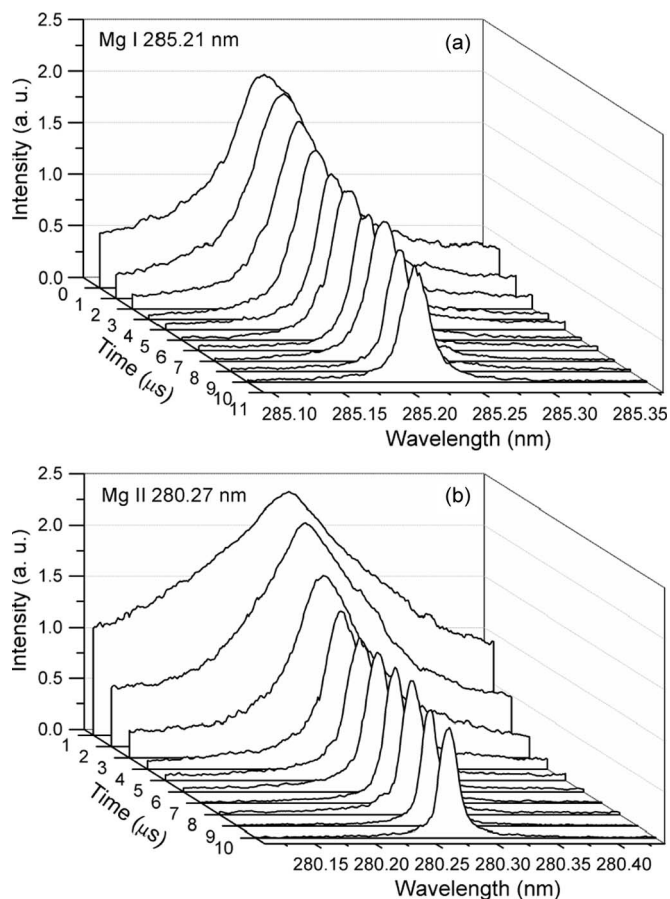 2.5
Mg I 285.21 nm
(a)
2.0
1.5
1.0
0.5
0.0
Intensity (a. u.)
0
1
2
3
4
5
6
7
8
9
10
11
Time (μs)
285.10 285.15 285.20 285.25 285.30 285.35
Wavelength (nm)
2.5
Mg II 280.27 nm
(b)
2.0
1.5
1.0
0.5
0.0
Intensity (a. u.)
1
2
3
4
5
6
7
8
9
10
Time (μs)
280.15 280.20 280.25 280.30 280.35 280.40
Wavelength (nm)